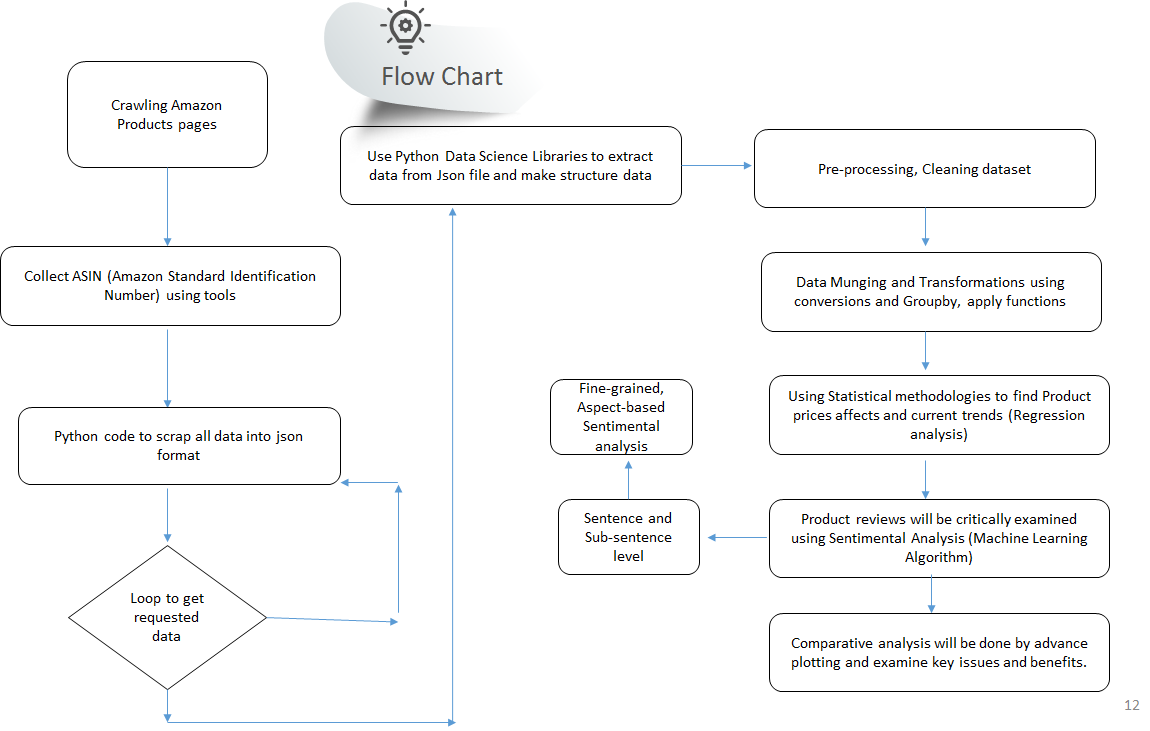 Flow Chart
Crawling Amazon
Products pages
Collect ASIN (Amazon Standard Identification
Number) using tools
Python code to scrap all data into json
format
Loop to get
requested
data
Use Python Data Science Libraries to extract
data from Json file and make structure data
Pre-processing, Cleaning dataset
Data Munging and Transformations using
conversions and Groupby, apply functions
Using Statistical methodologies to find Product
prices affects and current trends (Regression
analysis)
Product reviews will be critically examined
using Sentimental Analysis (Machine Learning
Algorithm)
Sentence and
Sub-sentence
level
Fine-grained,
Aspect-based
Sentimental
analysis
Comparative analysis will be done by advance
plotting and examine key issues and benefits.
12